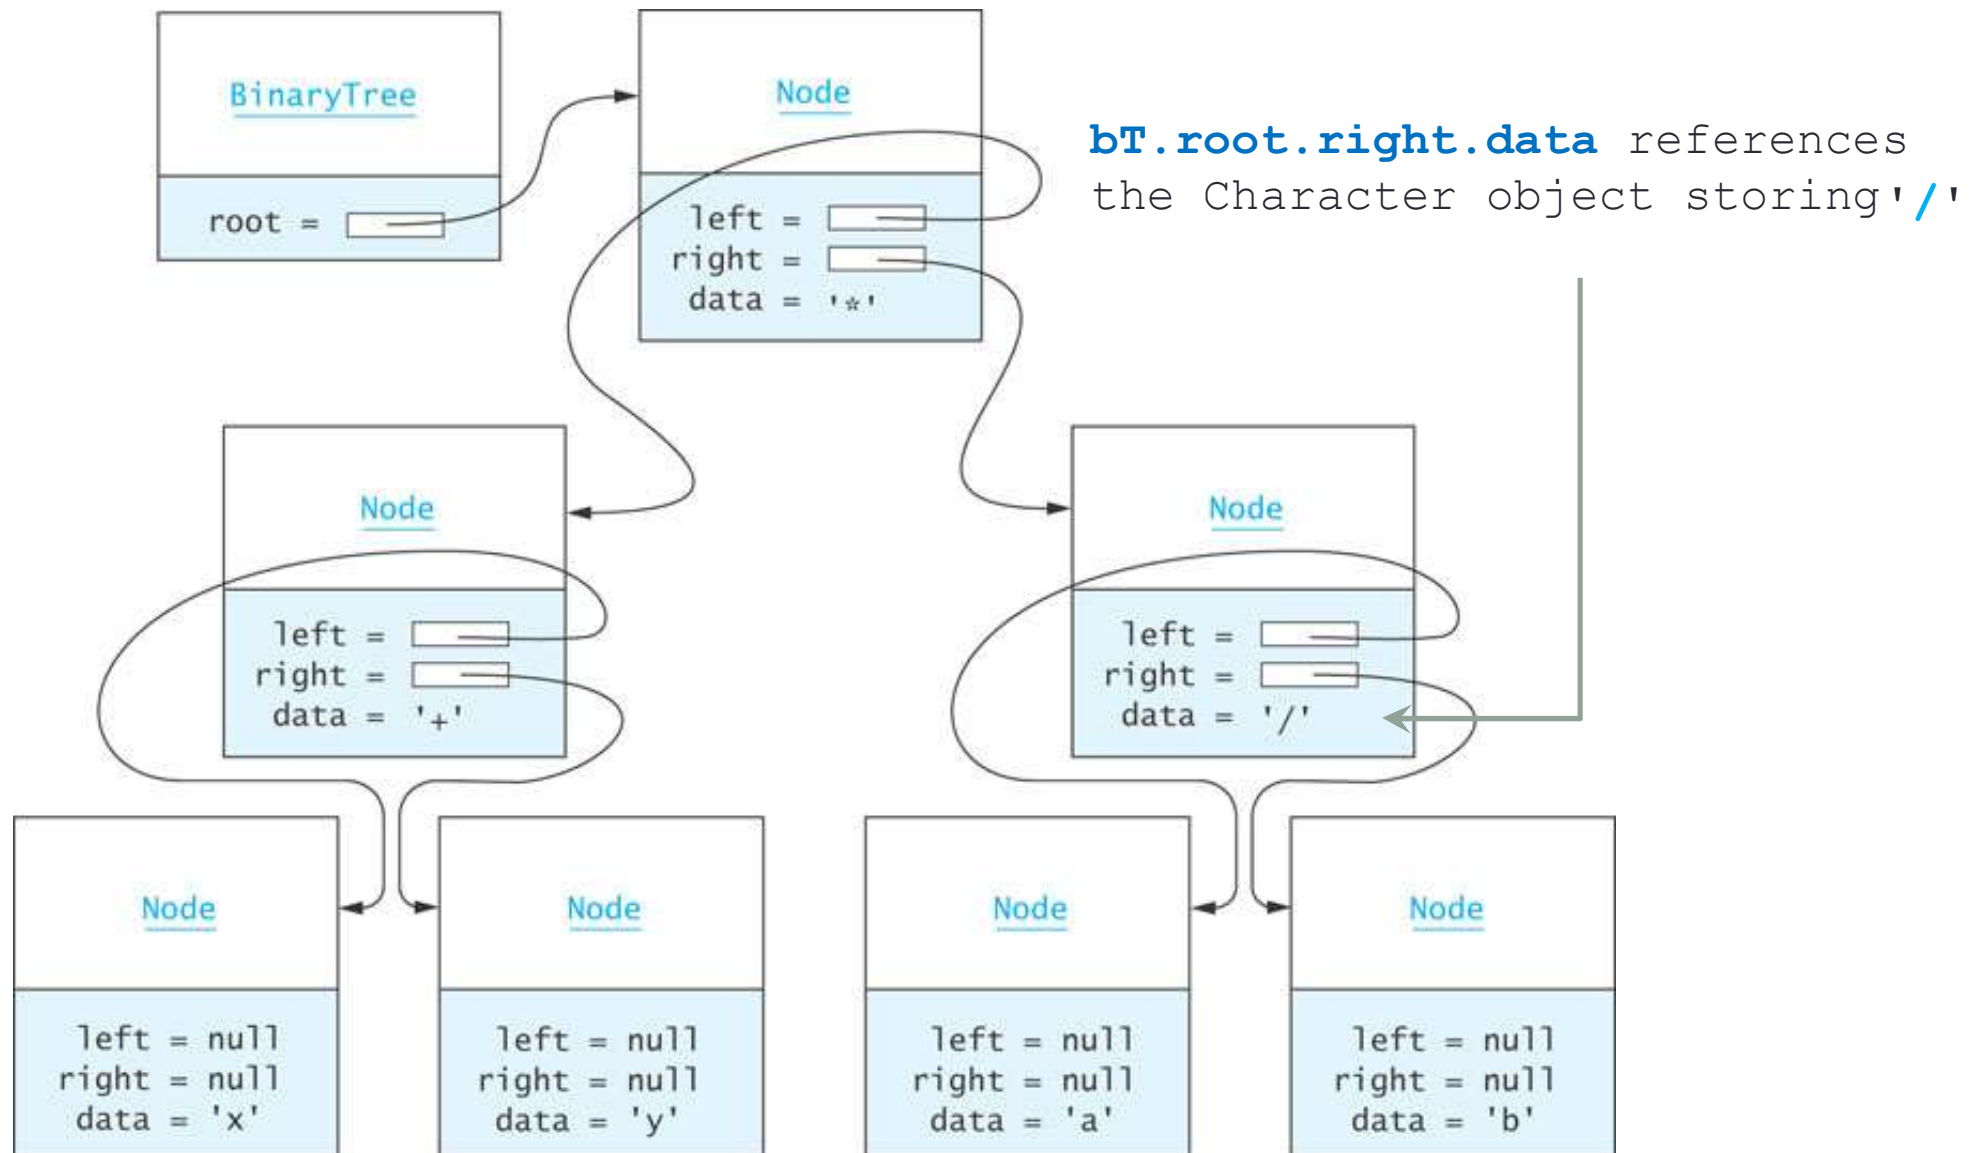 BinaryTree
root =
Node
left =
right =
data = '*'
bT.root.right.data references
the Character object storing'/'
Node
left =
right =
data = '+'
Node
left =
right =
data = '/'
Node
left = null
right = null
data = 'x'
Node
left = null
right = null
data = 'y'
Node
left = null
right = null
data = 'a'
Node
left = null
right = null
data = 'b'